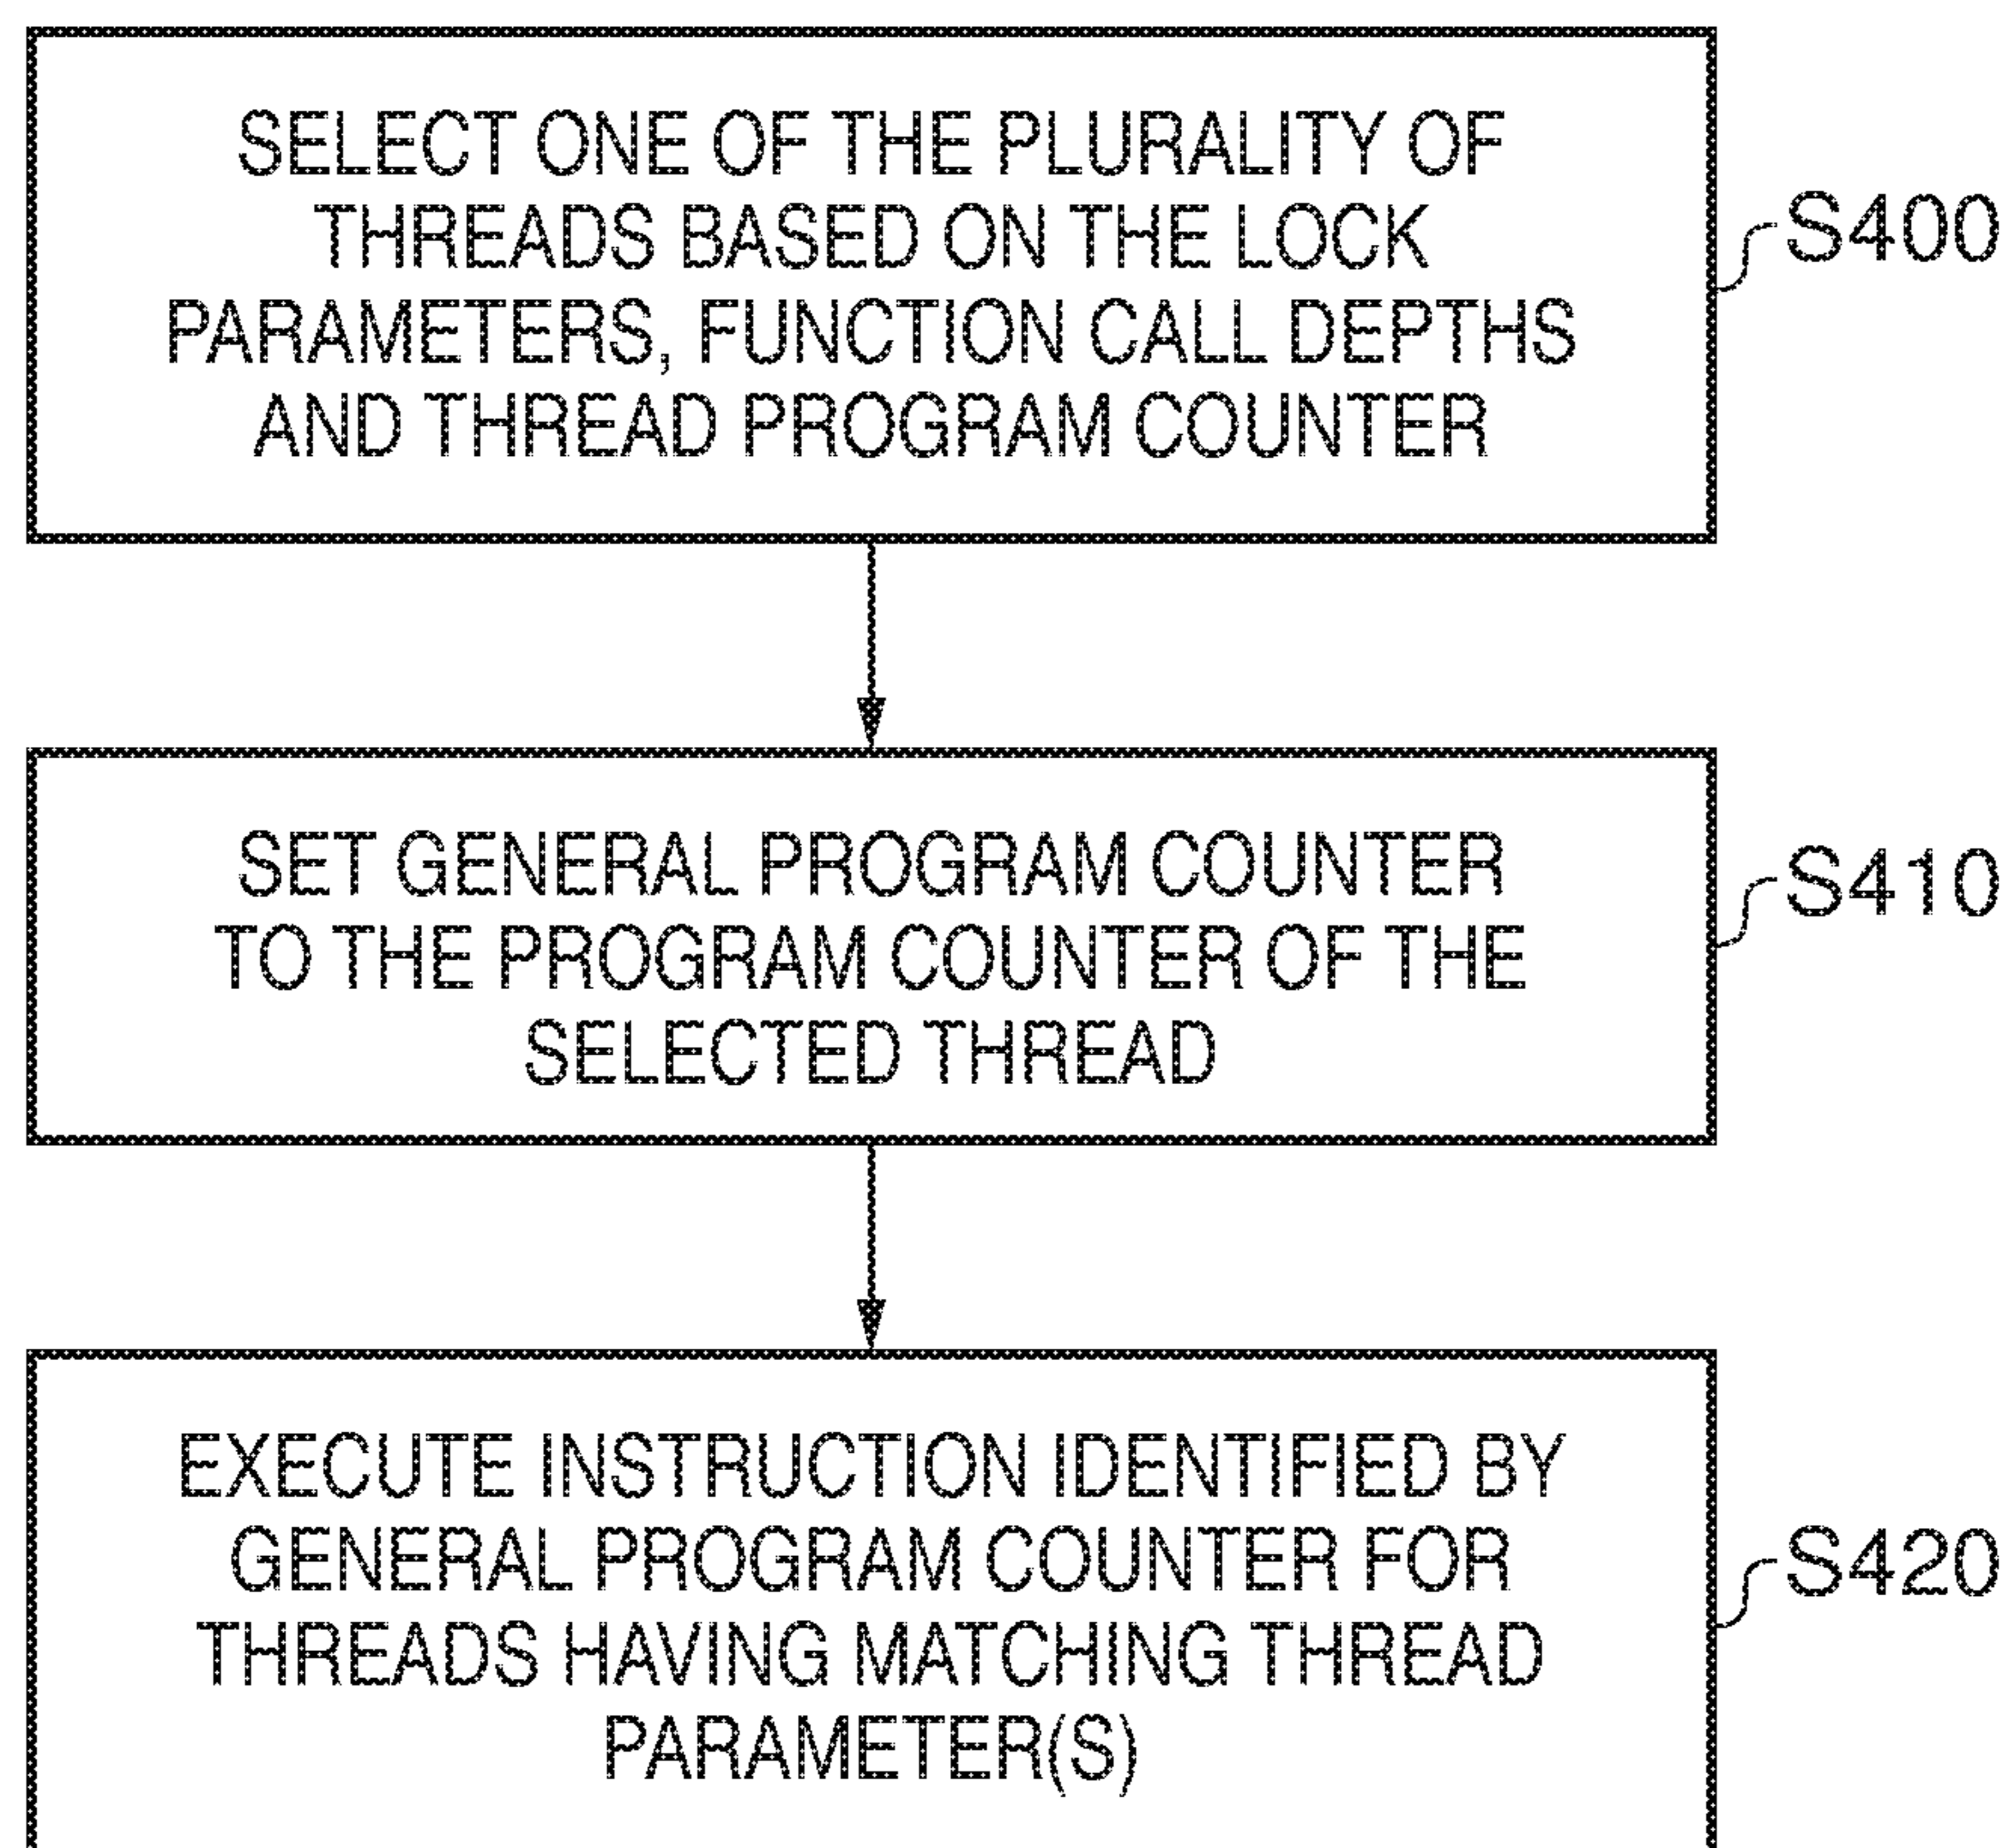 SELECT ONE OF THE PLURALITY OF
THREADS BASED ON THE LOCK
PARAMETERS, FUNCTION CALL DEPTHS
AND THREAD PROGRAM COUNTER
S400
SET GENERAL PROGRAM COUNTER
TO THE PROGRAM COUNTER OF THE
SELECTED THREAD
S410
EXECUTE INSTRUCTION IDENTIFIED BY
GENERAL PROGRAM COUNTER FOR
THREADS HAVING MATCHING THREAD
PARAMETER(S)
S420